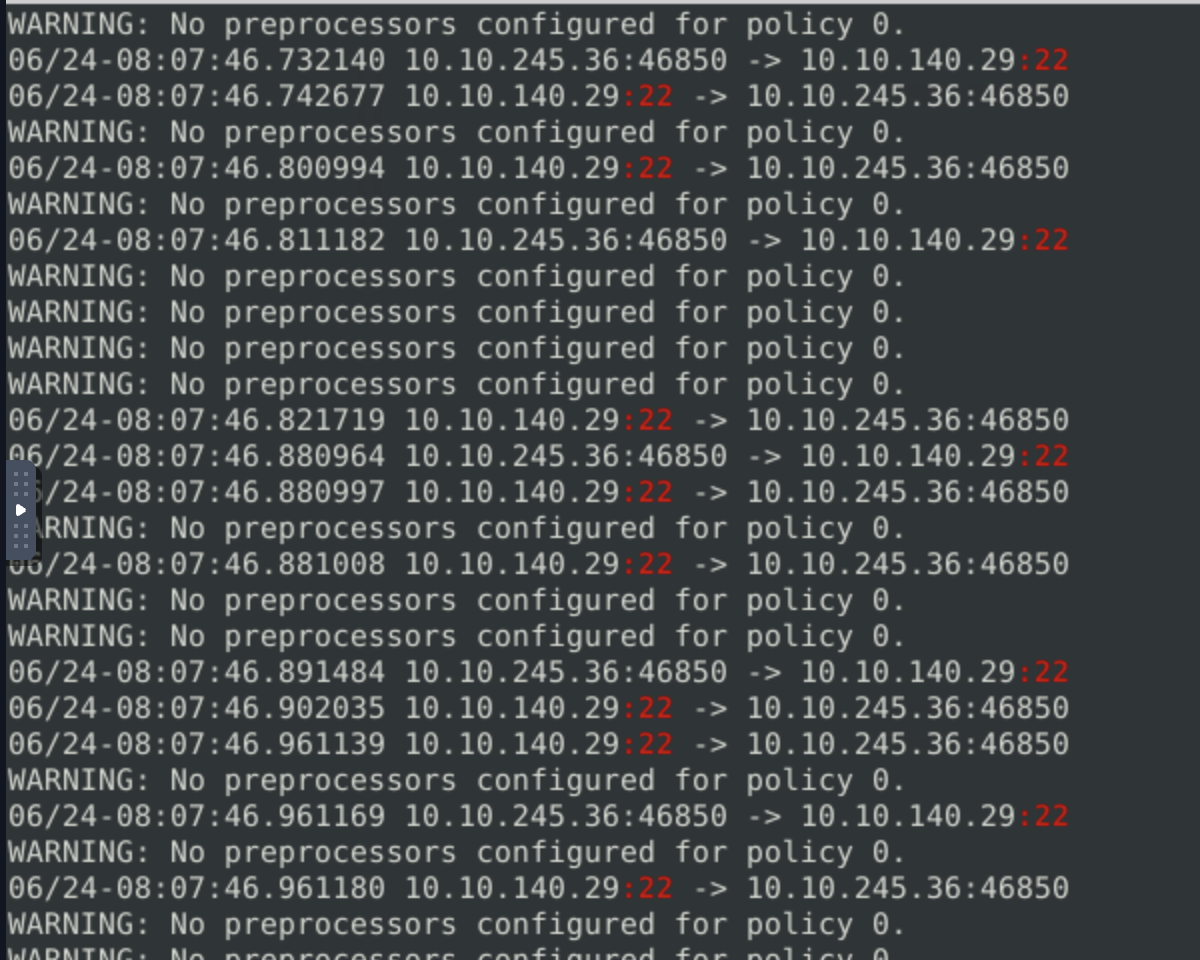 WARNING: No preprocessors configured for policy 0.
06/24-08:07:46.732140 10.10.245.36:46850 -> 10.10.140.29:22
06/24-08:07:46.742677 10.10.140.29:22 -> 10.10.245.36:46850
WARNING: No preprocessors configured for policy 0.
06/24-08:07:46.800994 10.10.140.29:22 -> 10.10.245.36:46850
WARNING: No preprocessors configured for policy 0.
06/24-08:07:46.811182 10.10.245.36:46850 -> 10.10.140.29:22
WARNING: No preprocessors configured for policy 0.
WARNING: No preprocessors configured for policy 0.
WARNING: No preprocessors configured for policy 0.
WARNING: No preprocessors configured for policy 0.
06/24-08:07:46.821719 10.10.140.29:22 -> 10.10.245.36:46850
06/24-08:07:46.880964 10.10.245.36:46850 -> 10.10.140.29:22
06/24-08:07:46.880997 10.10.140.29:22 -> 10.10.245.36:46850
WARNING: No preprocessors configured for policy 0.
06/24-08:07:46.881008 10.10.140.29:22 -> 10.10.245.36:46850
WARNING: No preprocessors configured for policy 0.
WARNING: No preprocessors configured for policy 0.
06/24-08:07:46.891484 10.10.245.36:46850 -> 10.10.140.29:22
06/24-08:07:46.902035 10.10.140.29:22 -> 10.10.245.36:46850
06/24-08:07:46.961139 10.10.140.29:22 -> 10.10.245.36:46850
WARNING: No preprocessors configured for policy 0.
06/24-08:07:46.961169 10.10.245.36:46850 -> 10.10.140.29:22
WARNING: No preprocessors configured for policy 0.
06/24-08:07:46.961180 10.10.140.29:22 -> 10.10.245.36:46850
WARNING: No preprocessors configured for policy 0.
WARNING: No preprocessors configured for policy 0.